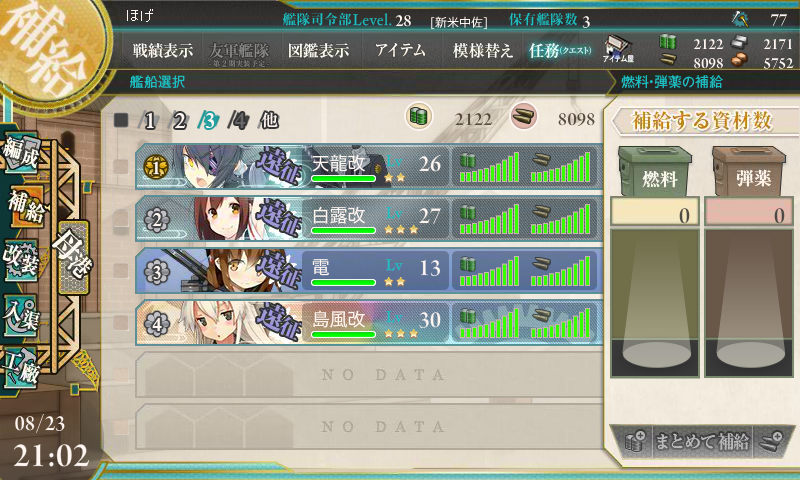 補給
ほげ
艦隊司令部Level. 28 [新米中佐] 保有艦隊数 3
77
戦績表示 友軍艦隊 図鑑表示 アイテム 模様替え 任務(クエスト) アイテム屋
第2期実装予定
2122 2171
8098 5752
艦船選択
燃料・弾薬の補給
1 2 3 4 他
2122 8098
1 遠征 天龍改 Lv 26
2 遠征 白露改 Lv 27
3 遠征 電 Lv 13
4 遠征 島風改 Lv 30
NO DATA
NO DATA
補給する資材数
燃料 弾薬
0 0
まとめて補給
編成
補給
改装
入渠
工廠
母港
08/23
21:02